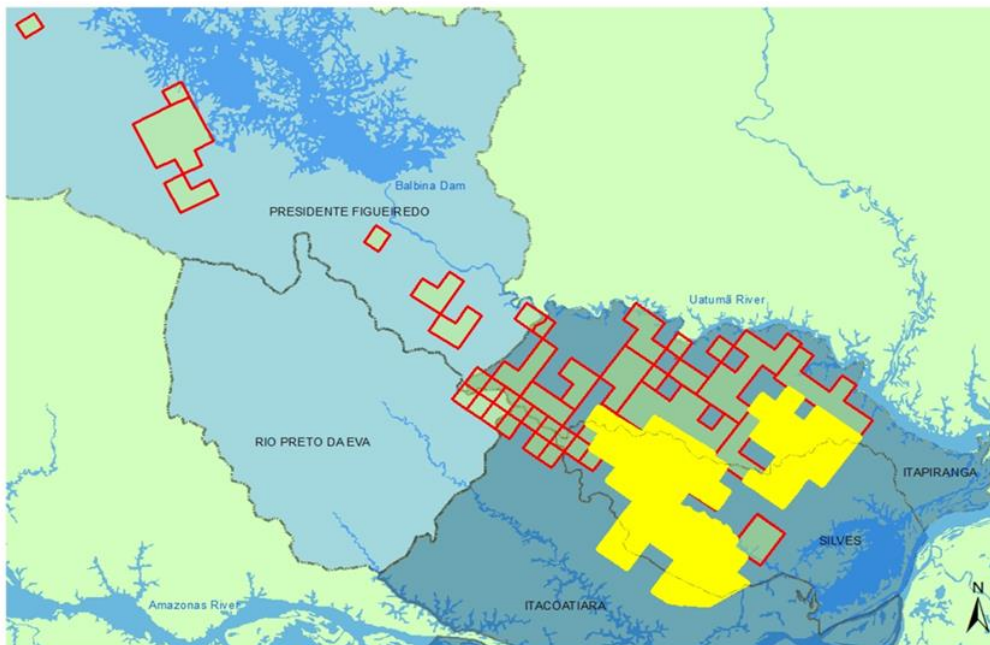 Balbina Dam
PRESIDENTE FIGUEIREDO
Uatumã River
RIO PRETO DA EVA
ITAPIRANGA
SILVES
ITACOATIARA
Amazonas River
N